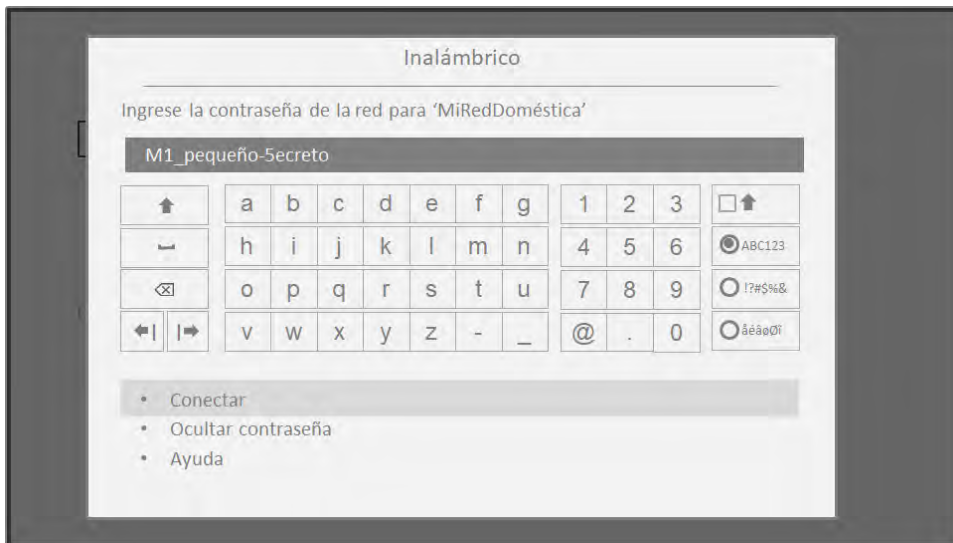 Inalámbrico
Ingrese la contraseña de la red para ‘MiRedDoméstica’
M1_pequeño-5ecreto
a b c d e f g 1 2 3
h i j k l m n 4 5 6 ABC123
o p q r s t u 7 8 9 !?#$%&
v w x y z - _ @ . 0 åéâøØî
• Conectar
• Ocultar contraseña
• Ayuda